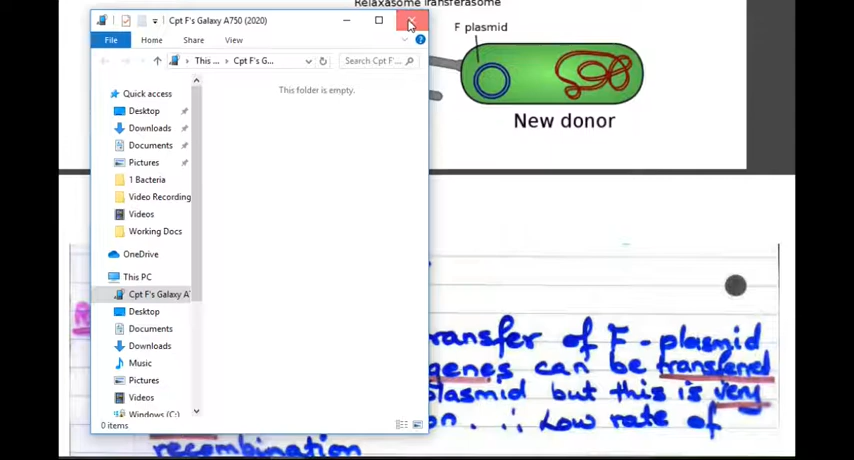 Relaxasome Transferasome
Cpt F's Galaxy A750 (2020)
File
Home
Share
View
This ...
Cpt F's G...
Search Cpt F'...
Quick access
Desktop
Downloads
Documents
Pictures
1 Bacteria
Video Recording
Videos
Working Docs
OneDrive
This PC
Cpt F's Galaxy A7
Desktop
Documents
Downloads
Music
Pictures
Videos
Windows (C:)
0 items
This folder is empty.
F plasmid
New donor
ransfer of F-plasmid
genes can be transferred
plasmid but this is very
on. ∴ Low rate of
recombination